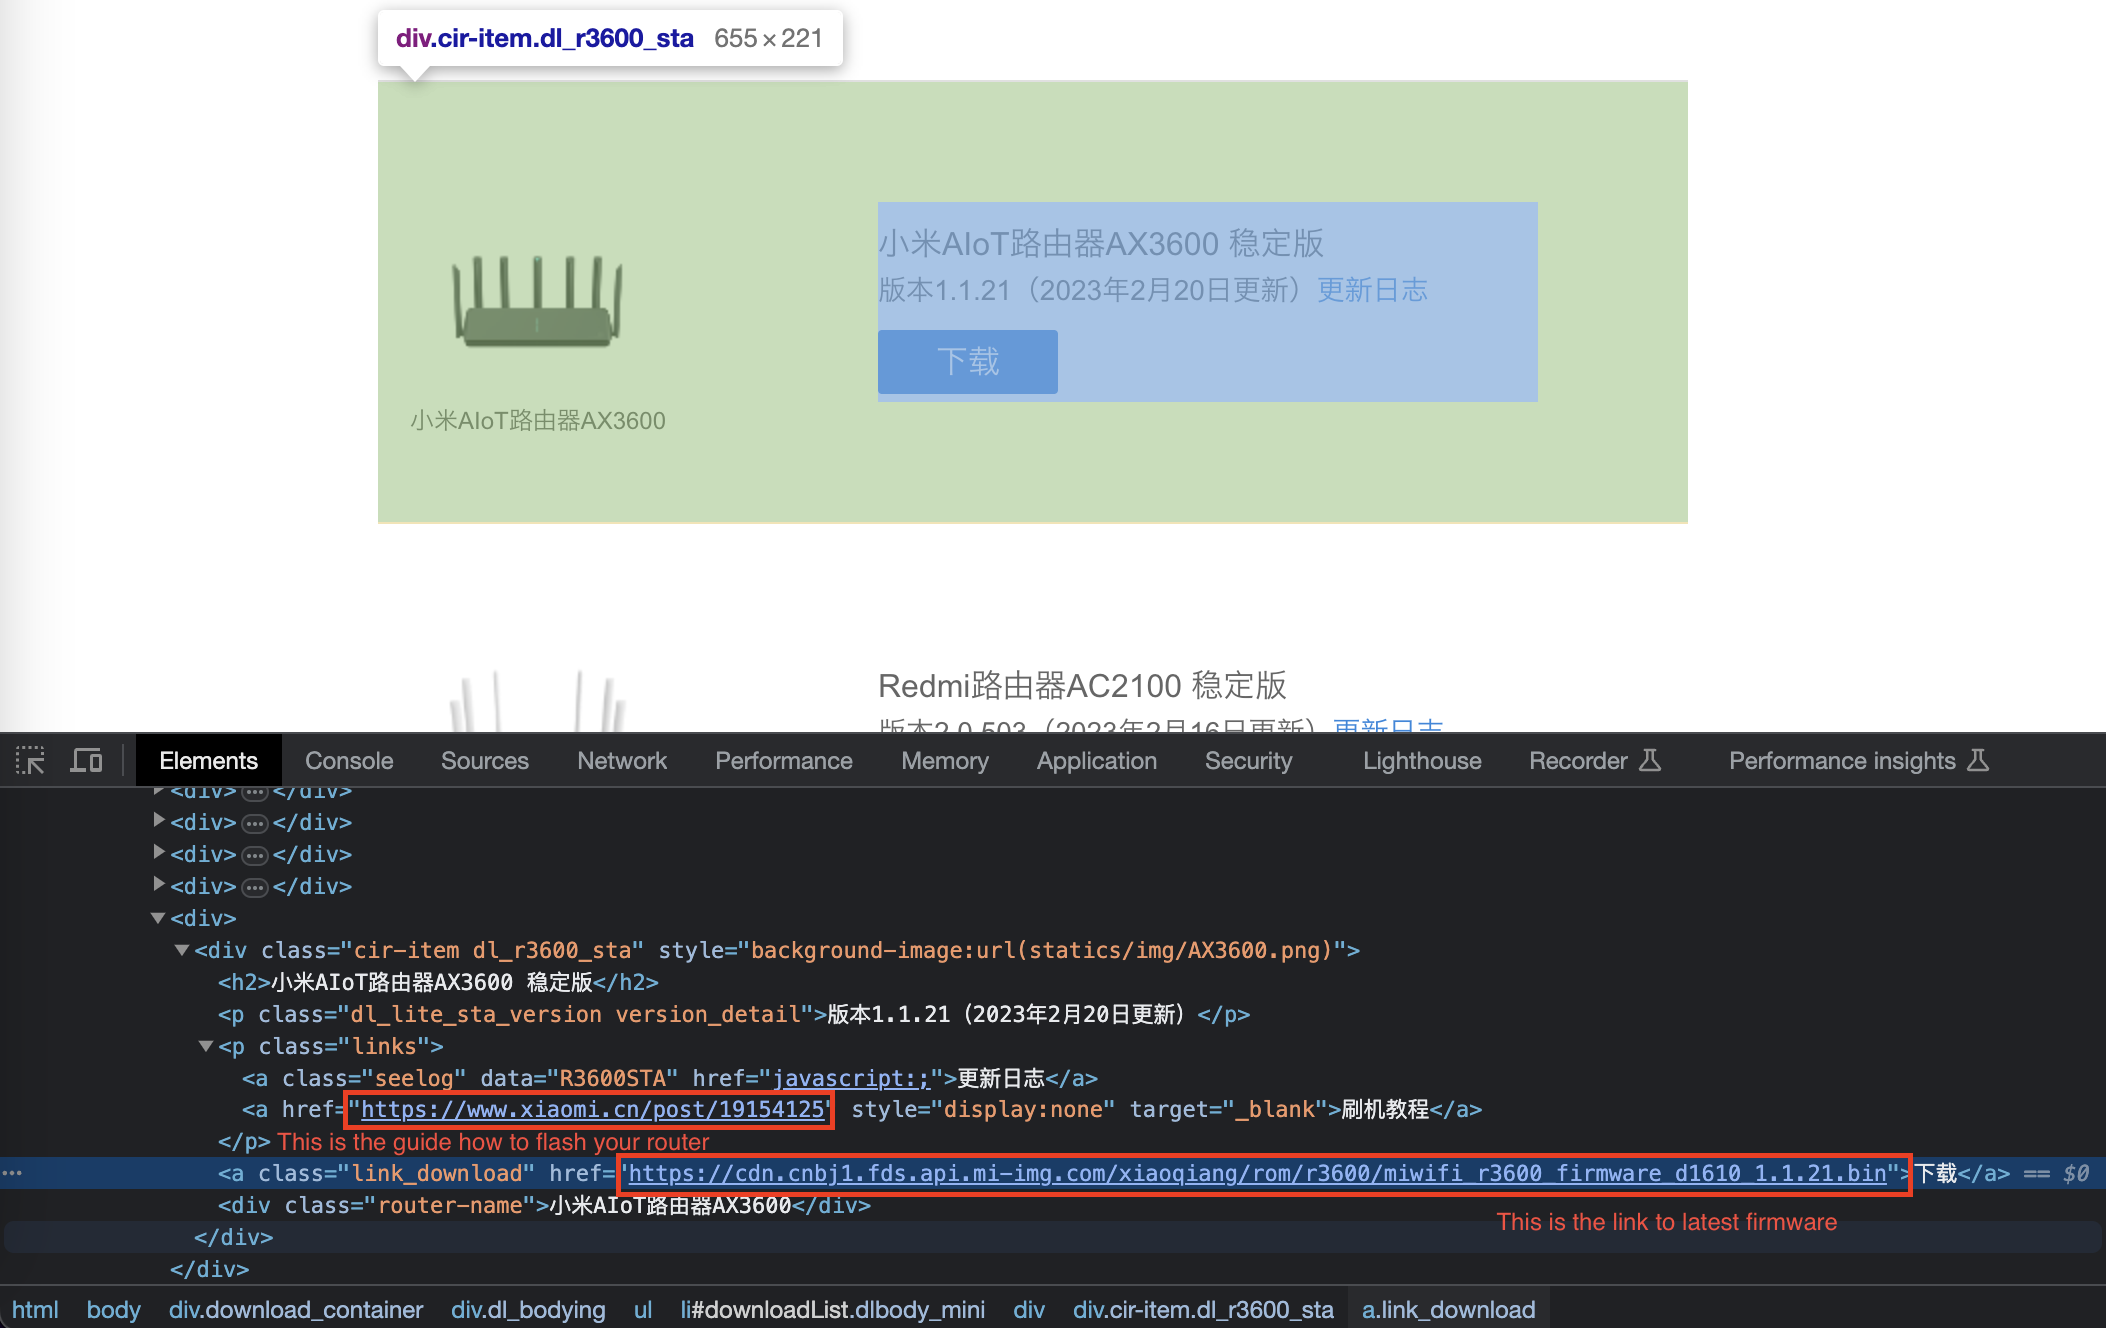 div.cir-item.dl_r3600_sta 655×221
小米AIoT路由器AX3600 稳定版
版本1.1.21（2023年2月20日更新）更新日志
下载
小米AIoT路由器AX3600
Redmi路由器AC2100 稳定版
版本2.0.503（2023年2月16日更新）更新日志
Elements Console Sources Network Performance Memory Application Security Lighthouse Recorder Performance insights
<div> ••• </div>
<div> ••• </div>
<div> ••• </div>
<div> ••• </div>
<div>
<div class="cir-item dl_r3600_sta" style="background-image:url(statics/img/AX3600.png)">
<h2>小米AIoT路由器AX3600 稳定版</h2>
<p class="dl_lite_sta_version version_detail">版本1.1.21（2023年2月20日更新）</p>
<p class="links">
<a class="seelog" data="R3600STA" href="javascript:;">更新日志</a>
<a href="https://www.xiaomi.cn/post/19154125" style="display:none" target="_blank">刷机教程</a>
</p> This is the guide how to flash your router
••• <a class="link_download" href="https://cdn.cnbj1.fds.api.mi-img.com/xiaoqiang/rom/r3600/miwifi_r3600_firmware_d1610_1.1.21.bin">下载</a> == $0
<div class="router-name">小米AIoT路由器AX3600</div>
This is the link to latest firmware
</div>
</div>
html body div.download_container div.dl_bodying ul li#downloadList.dlbody_mini div div.cir-item.dl_r3600_sta a.link_download